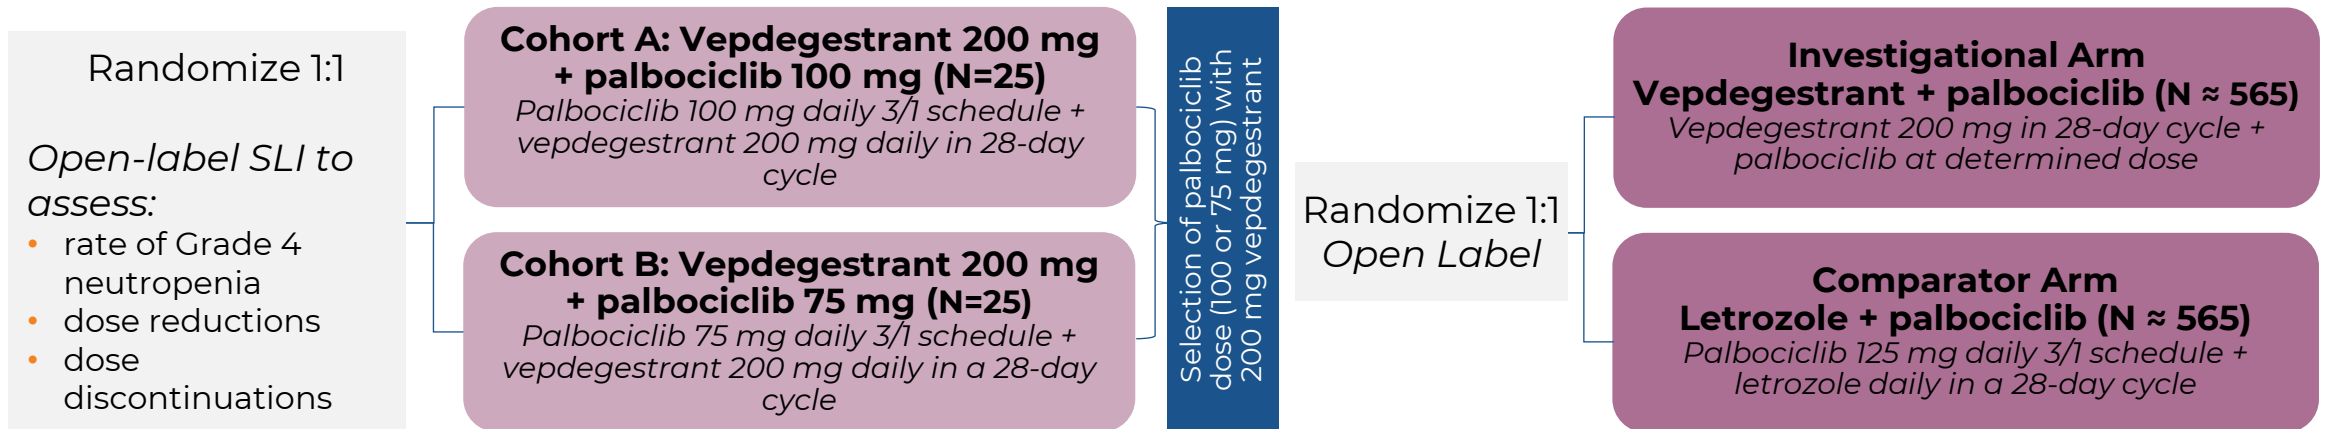 Randomize 1:1
Open-label SLI to
assess:
• rate of Grade 4
neutropenia
• dose reductions
• dose
discontinuations
Cohort A: Vepdegestrant 200 mg
+ palbociclib 100 mg (N=25)
Palbociclib 100 mg daily 3/1 schedule +
vepdegestrant 200 mg daily in 28-day
cycle
Cohort B: Vepdegestrant 200 mg
+ palbociclib 75 mg (N=25)
Palbociclib 75 mg daily 3/1 schedule +
vepdegestrant 200 mg daily in a 28-day
cycle
Selection of palbociclib
dose (100 or 75 mg) with
200 mg vepdegestrant
Randomize 1:1
Open Label
Investigational Arm
Vepdegestrant + palbociclib (N ≈ 565)
Vepdegestrant 200 mg in 28-day cycle +
palbociclib at determined dose
Comparator Arm
Letrozole + palbociclib (N ≈ 565)
Palbociclib 125 mg daily 3/1 schedule +
letrozole daily in a 28-day cycle